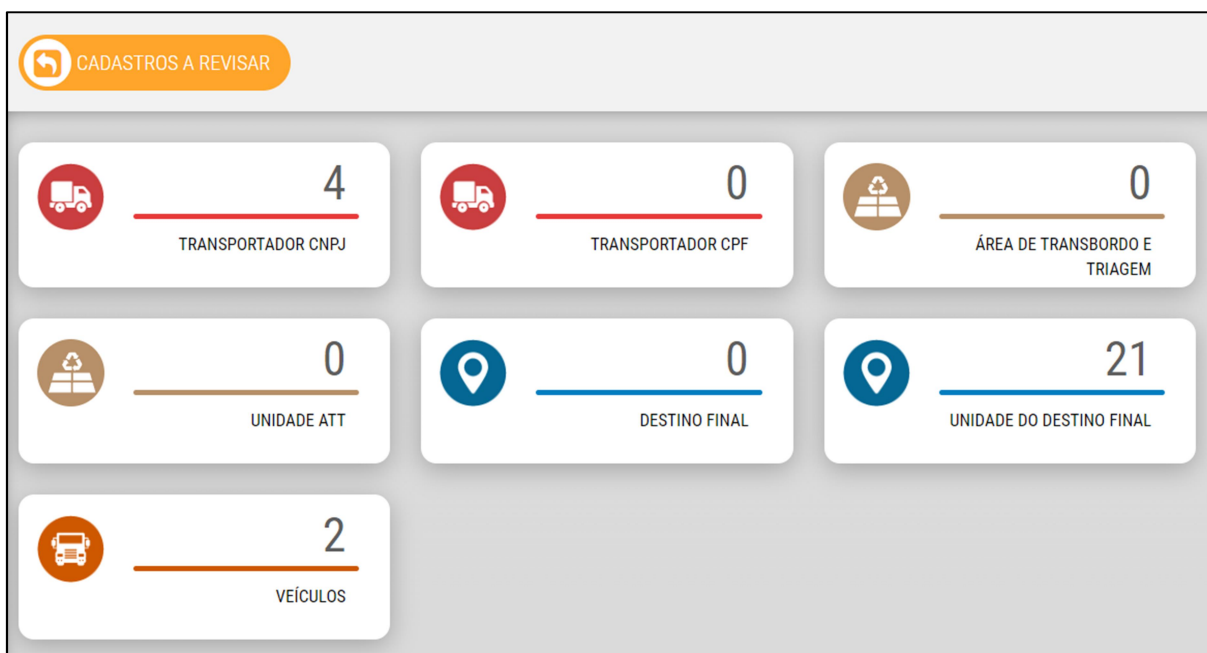 CADASTROS A REVISAR
4
TRANSPORTADOR CNPJ
0
TRANSPORTADOR CPF
0
ÁREA DE TRANSBORDO E
TRIAGEM
0
UNIDADE ATT
0
DESTINO FINAL
21
UNIDADE DO DESTINO FINAL
2
VEÍCULOS